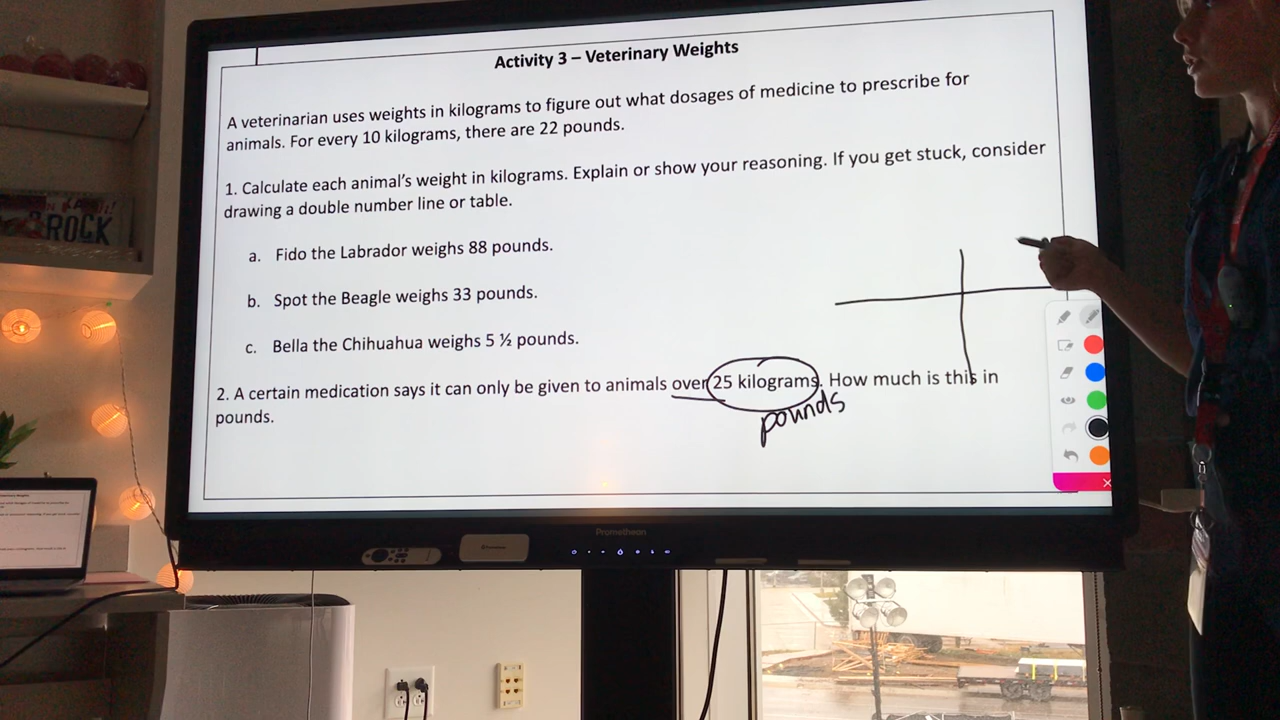 Activity 3 – Veterinary Weights
A veterinarian uses weights in kilograms to figure out what dosages of medicine to prescribe for
animals. For every 10 kilograms, there are 22 pounds.
1. Calculate each animal's weight in kilograms. Explain or show your reasoning. If you get stuck, consider
drawing a double number line or table.
a. Fido the Labrador weighs 88 pounds.
b. Spot the Beagle weighs 33 pounds.
c. Bella the Chihuahua weighs 5 ½ pounds.
2. A certain medication says it can only be given to animals over 25 kilograms. How much is this in
pounds.
pounds
Promethean
ROCK